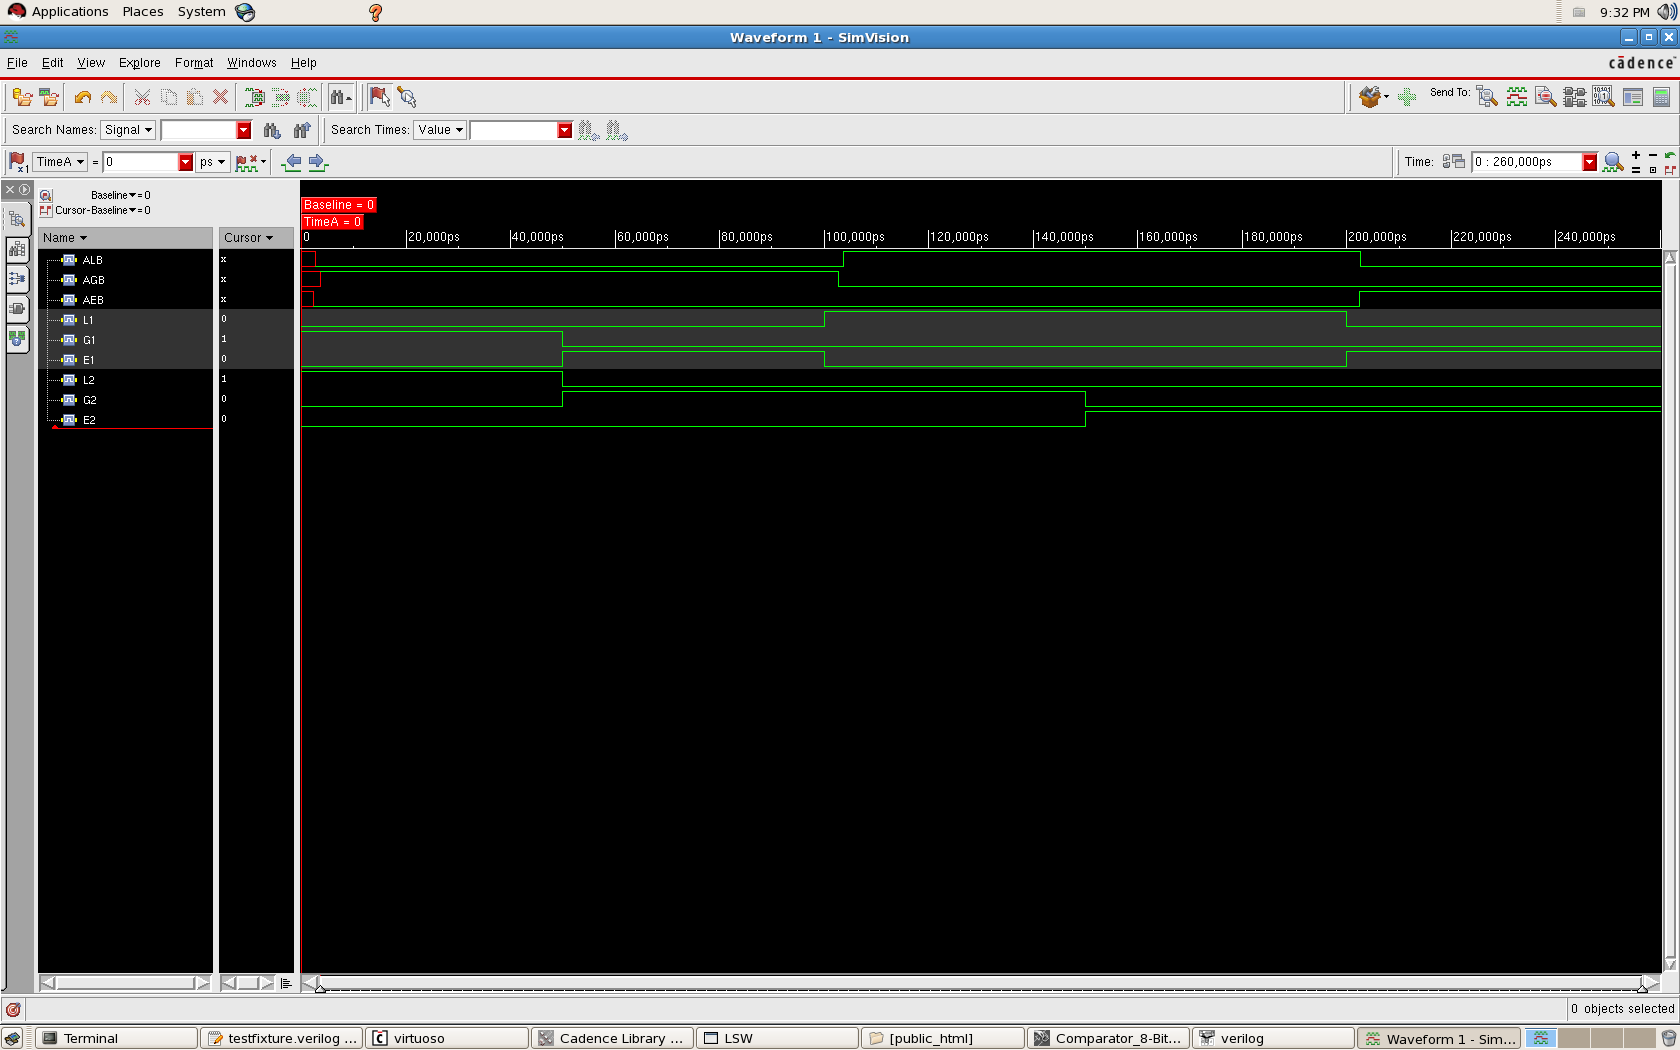 Applications Places System 9:32 PM
Waveform 1 - SimVision
File Edit View Explore Format Windows Help cādence
Send To:
Search Names: Signal Search Times: Value
TimeA = 0 ps Time: 0 : 260,000ps
Baseline = 0
Cursor-Baseline = 0
Baseline = 0
TimeA = 0
Name Cursor 0 20,000ps 40,000ps 60,000ps 80,000ps 100,000ps 120,000ps 140,000ps 160,000ps 180,000ps 200,000ps 220,000ps 240,000ps
ALB x
AGB x
AEB x
L1 0
G1 1
E1 0
L2 1
G2 0
E2 0
0 objects selected
Terminal testfixture.verilog ... virtuoso Cadence Library ... LSW [public_html] Comparator_8-Bit... verilog Waveform 1 - Sim...